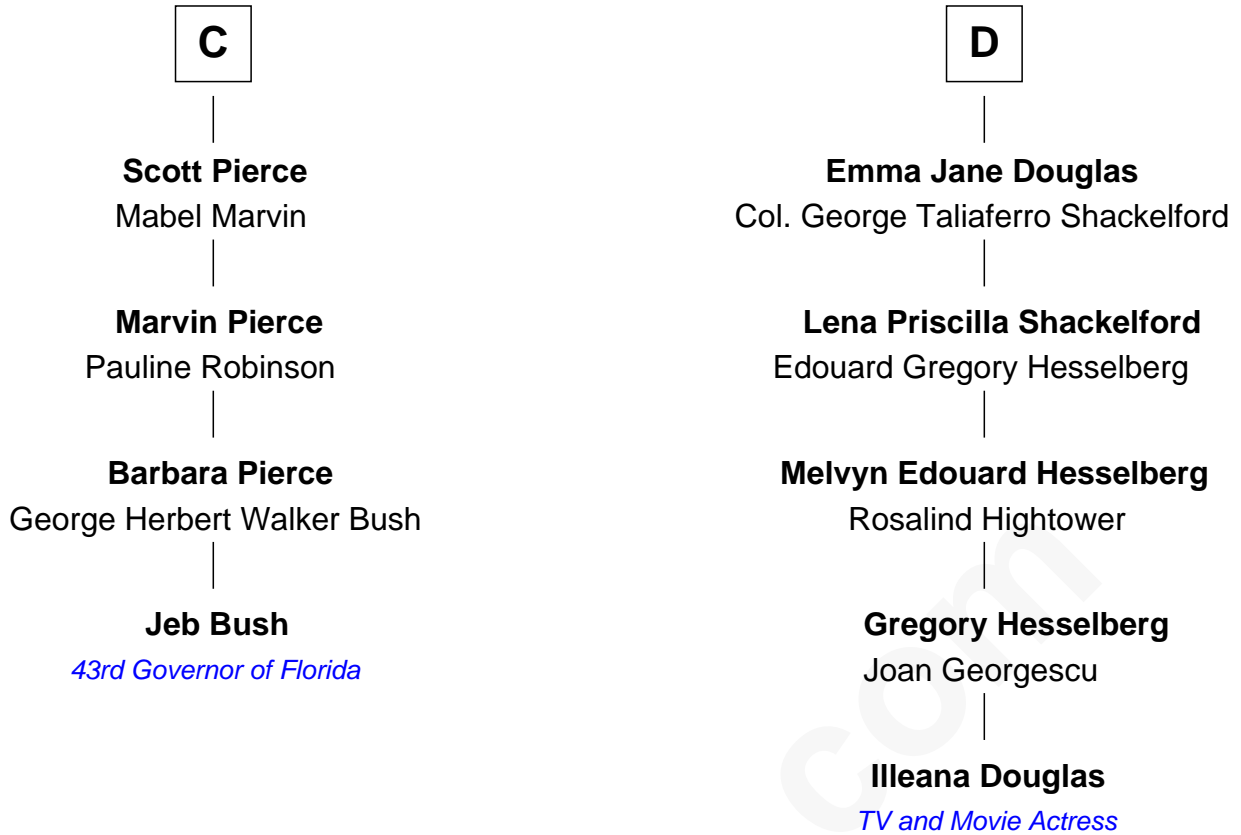 C
Scott Pierce
Mabel Marvin
Marvin Pierce
Pauline Robinson
Barbara Pierce
George Herbert Walker Bush
Jeb Bush
43rd Governor of Florida
D
Emma Jane Douglas
Col. George Taliaferro Shackelford
Lena Priscilla Shackelford
Edouard Gregory Hesselberg
Melvyn Edouard Hesselberg
Rosalind Hightower
Gregory Hesselberg
Joan Georgescu
Illeana Douglas
TV and Movie Actress
com